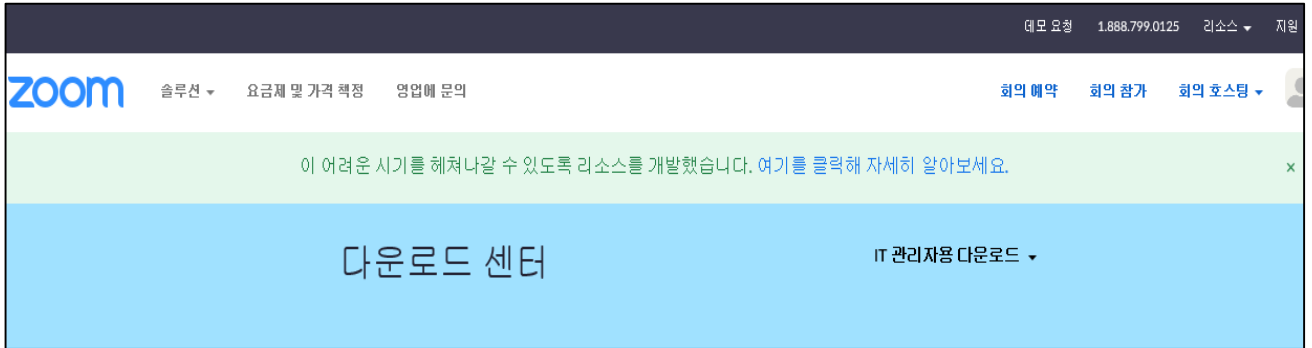 데모 요청 1.888.799.0125 리소스 지원
zoom 솔루션 요금제 및 가격 책정 영업에 문의 회의 예약 회의 참가 회의 호스팅
이 어려운 시기를 헤쳐나갈 수 있도록 리소스를 개발했습니다. 여기를 클릭해 자세히 알아보세요. ×
다운로드 센터 IT 관리자용 다운로드